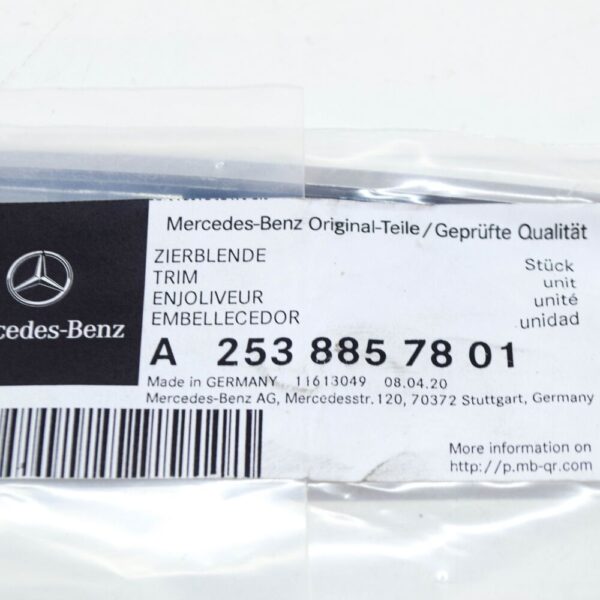 Mercedes-Benz Original-Teile/Geprüfte Qualität
ZIERBLENDE
TRIM
ENJOLIVEUR
EMBELLECEDOR
Stück
unit
unité
unidad
cedes-Benz
A 253 885 78 01
Made in GERMANY 11613049 08.04.20
Mercedes-Benz AG, Mercedesstr.120, 70372 Stuttgart, Germany
More information on
http://p.mb-qr.com